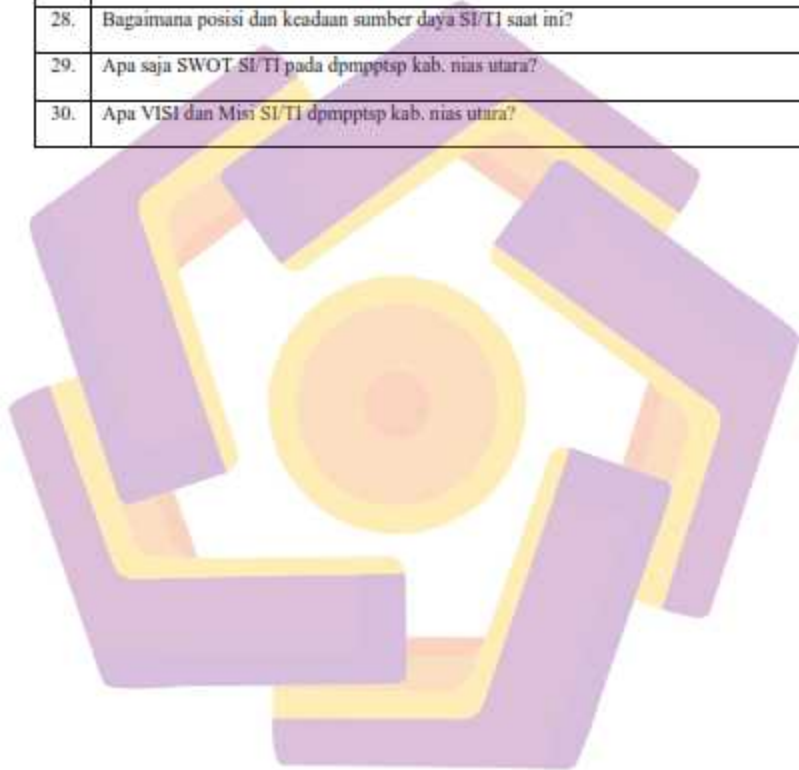 28. Bagaimana posisi dan keadaan sumber daya SI/TI saat ini?
29. Apa saja SWOT SI/TI pada dpmpptsp kab. nias utara?
30. Apa VISI dan Misi SI/TI dpmpptsp kab. nias utara?